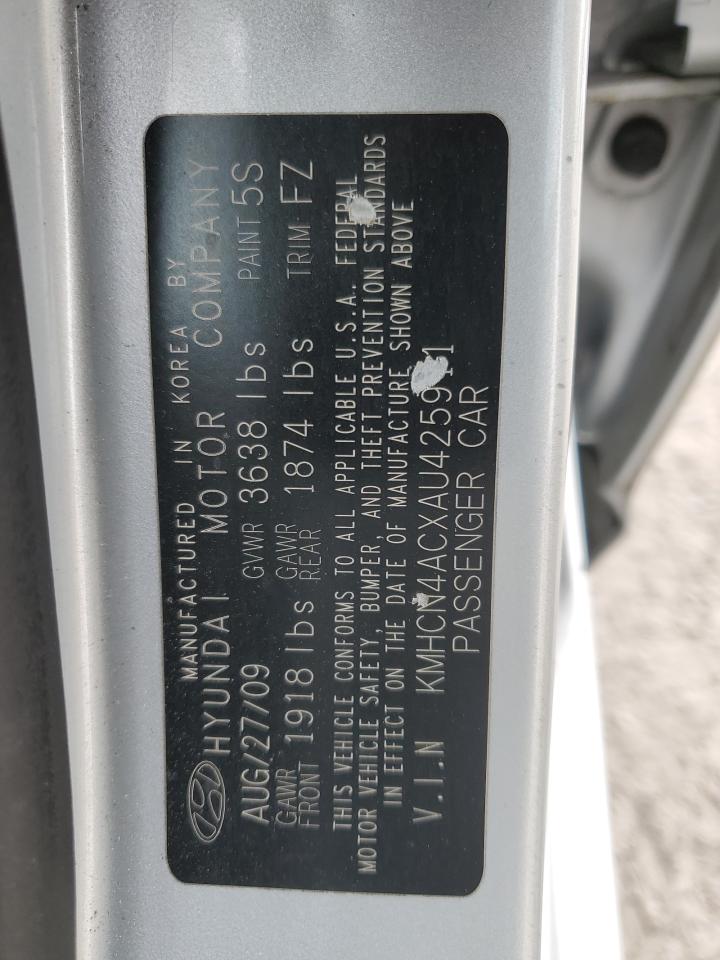 MANUFACTURED IN KOREA BY
HYUNDAI MOTOR COMPANY
AUG/27/09 GVWR 3638 lbs PAINT 5S
GAWR FRONT 1918 lbs GAWR REAR 1874 lbs TRIM FZ
THIS VEHICLE CONFORMS TO ALL APPLICABLE U.S.A. FEDERAL
MOTOR VEHICLE SAFETY, BUMPER, AND THEFT PREVENTION STANDARDS
IN EFFECT ON THE DATE OF MANUFACTURE SHOWN ABOVE
V.I.N KMHCN4ACXAU425911
PASSENGER CAR